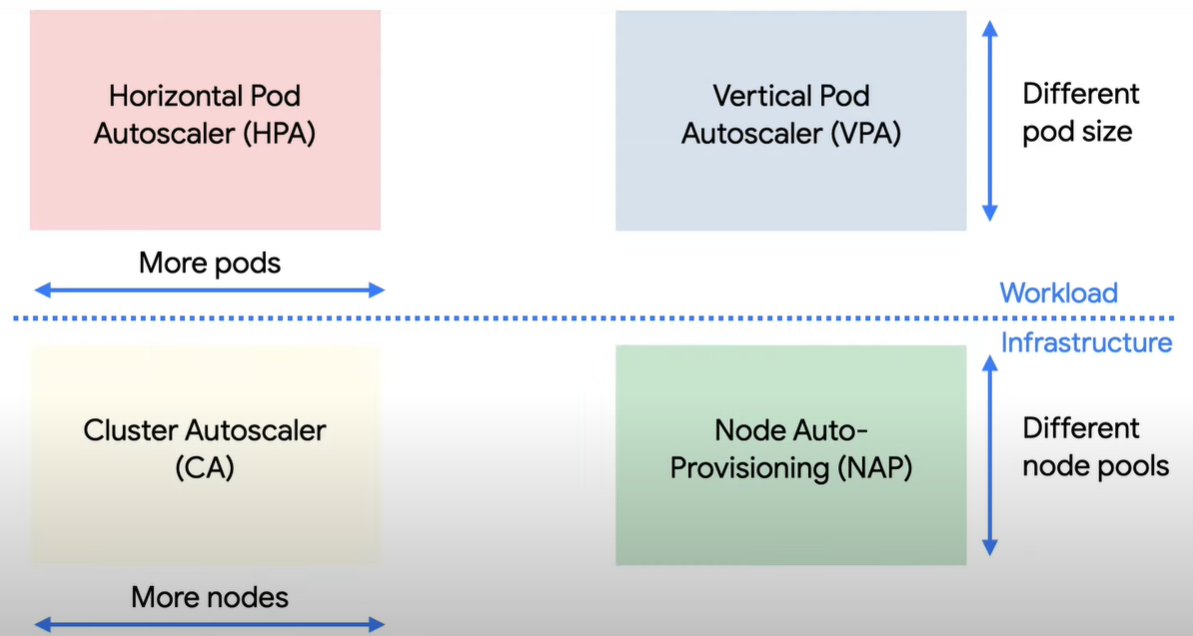 Horizontal Pod
Autoscaler (HPA)
Vertical Pod
Autoscaler (VPA)
Different
pod size
More pods
Workload
Infrastructure
Cluster Autoscaler
(CA)
Node Auto-
Provisioning (NAP)
Different
node pools
More nodes